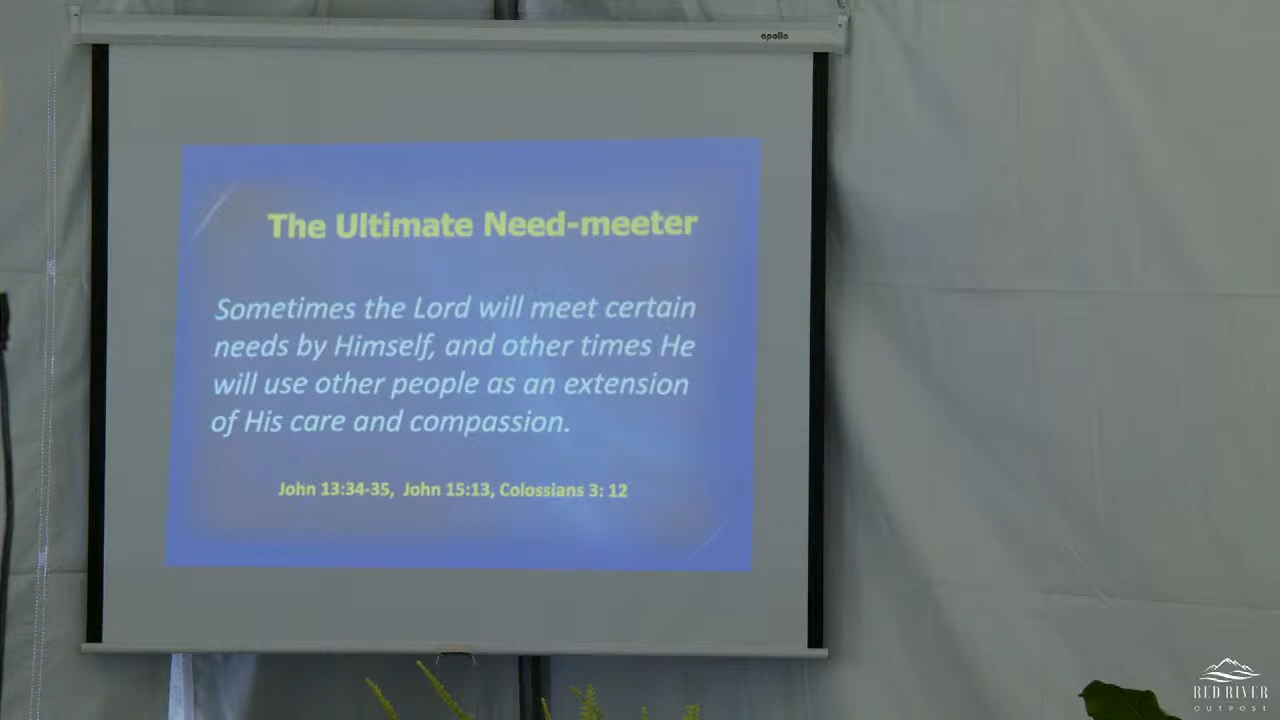 apollo
The Ultimate Need-meeter
Sometimes the Lord will meet certain
needs by Himself, and other times He
will use other people as an extension
of His care and compassion.
John 13:34-35, John 15:13, Colossians 3: 12
RED RIVER
OUTPOST